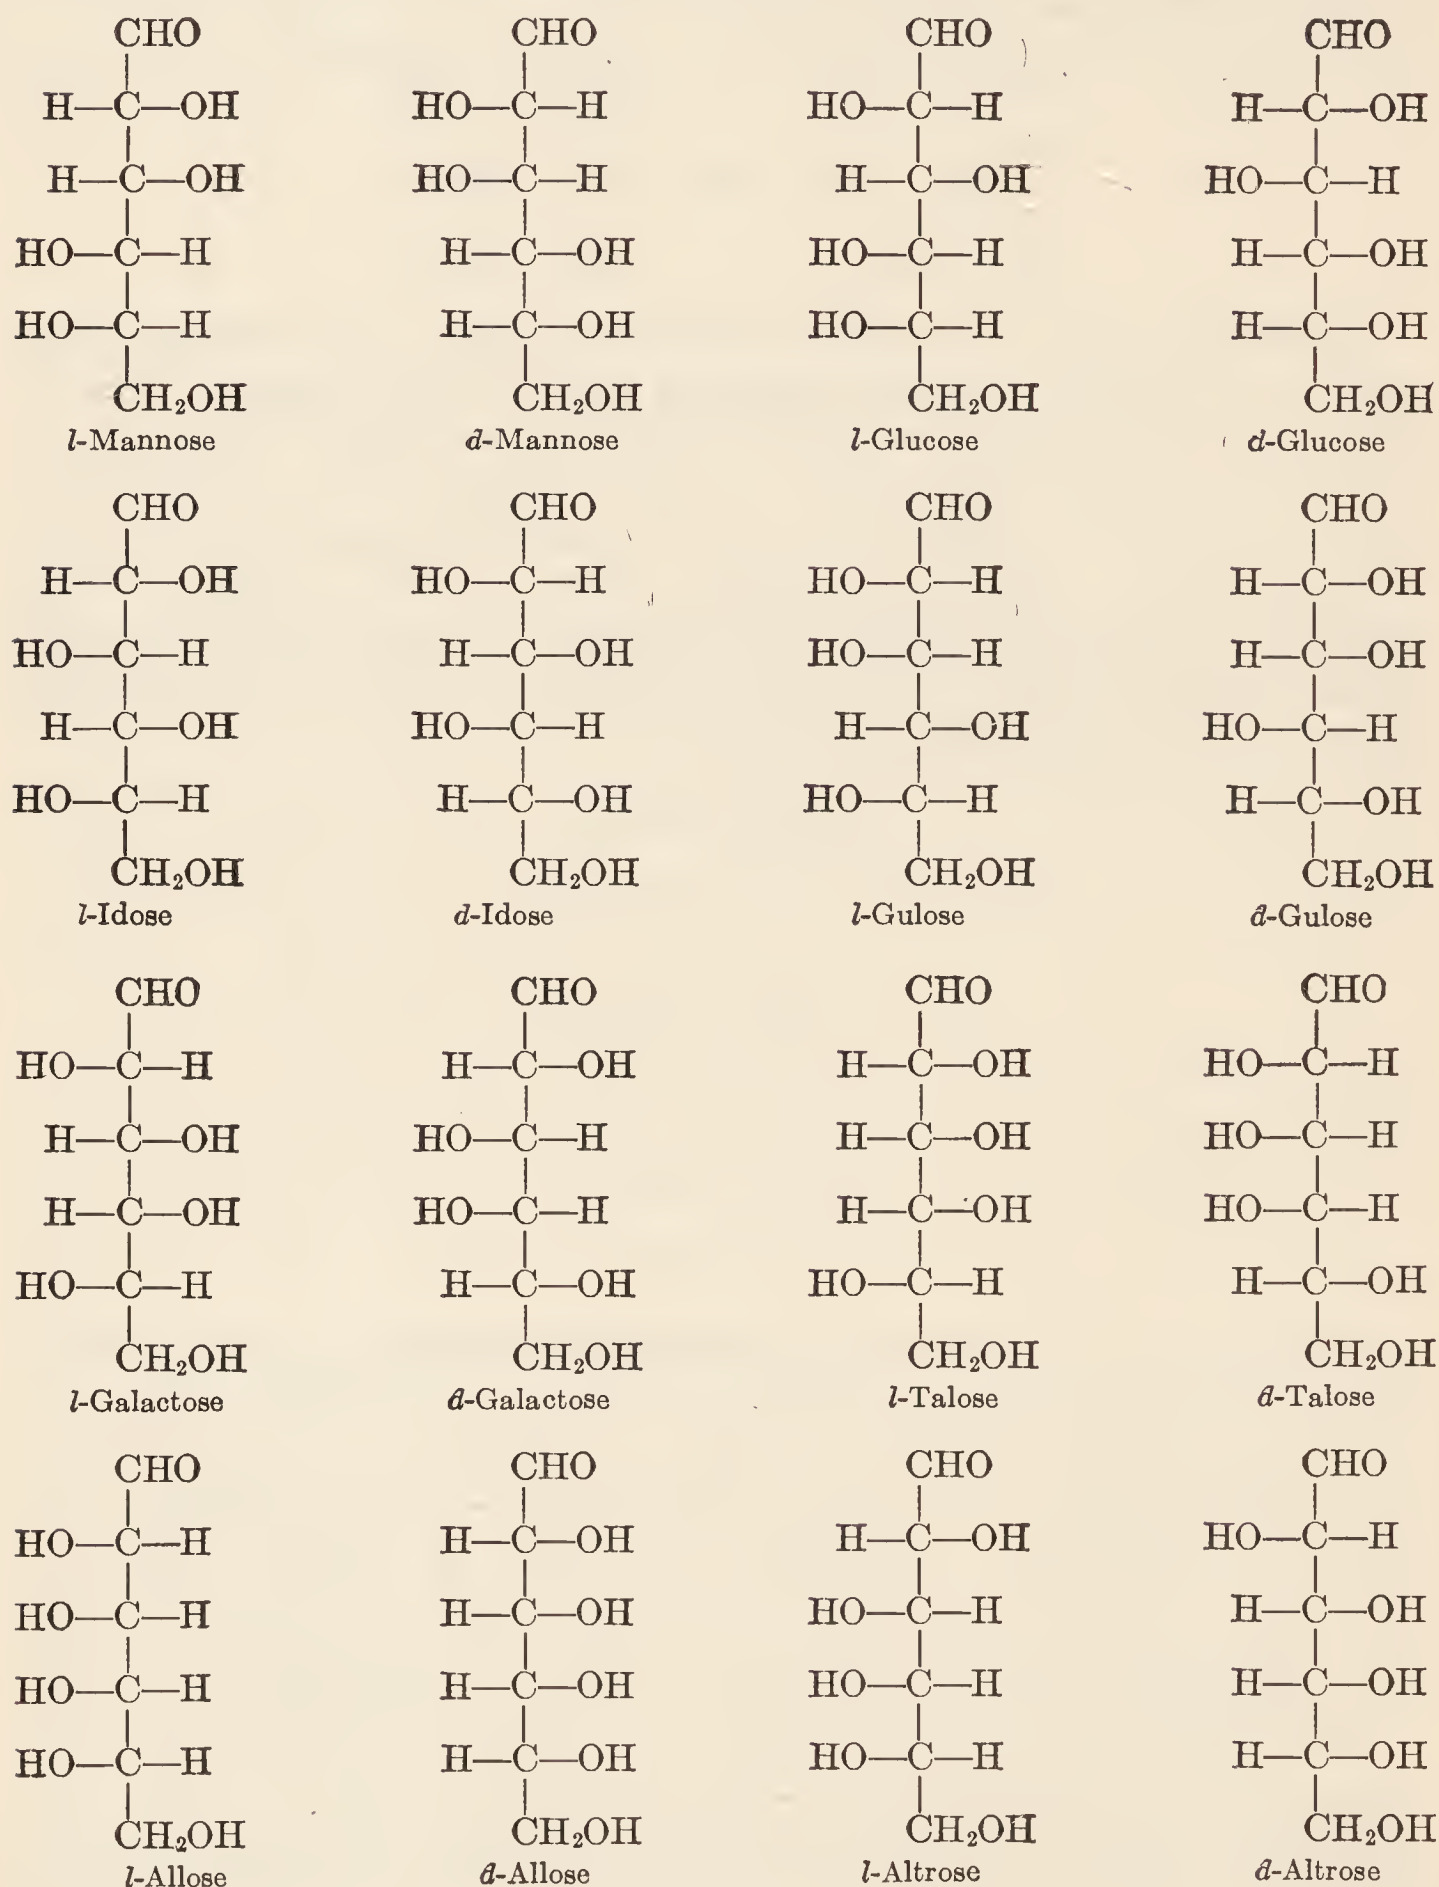 CHO CHO CHO CHO
H—C—OH HO—C—H HO—C—H H—C—OH
H—C—OH HO—C—H H—C—OH HO—C—H
HO—C—H H—C—OH HO—C—H H—C—OH
HO—C—H H—C—OH HO—C—H H—C—OH
CH₂OH CH₂OH CH₂OH CH₂OH
l-Mannose d-Mannose l-Glucose d-Glucose
CHO CHO CHO CHO
H—C—OH HO—C—H HO—C—H H—C—OH
HO—C—H H—C—OH HO—C—H H—C—OH
H—C—OH HO—C—H H—C—OH HO—C—H
HO—C—H H—C—OH HO—C—H H—C—OH
CH₂OH CH₂OH CH₂OH CH₂OH
l-Idose d-Idose l-Gulose d-Gulose
CHO CHO CHO CHO
HO—C—H H—C—OH H—C—OH HO—C—H
H—C—OH HO—C—H H—C—OH HO—C—H
H—C—OH HO—C—H H—C—OH HO—C—H
HO—C—H H—C—OH HO—C—H H—C—OH
CH₂OH CH₂OH CH₂OH CH₂OH
l-Galactose d-Galactose l-Talose d-Talose
CHO CHO CHO CHO
HO—C—H H—C—OH H—C—OH HO—C—H
HO—C—H H—C—OH HO—C—H H—C—OH
HO—C—H H—C—OH HO—C—H H—C—OH
HO—C—H H—C—OH HO—C—H H—C—OH
CH₂OH CH₂OH CH₂OH CH₂OH
l-Allose d-Allose l-Altrose d-Altrose